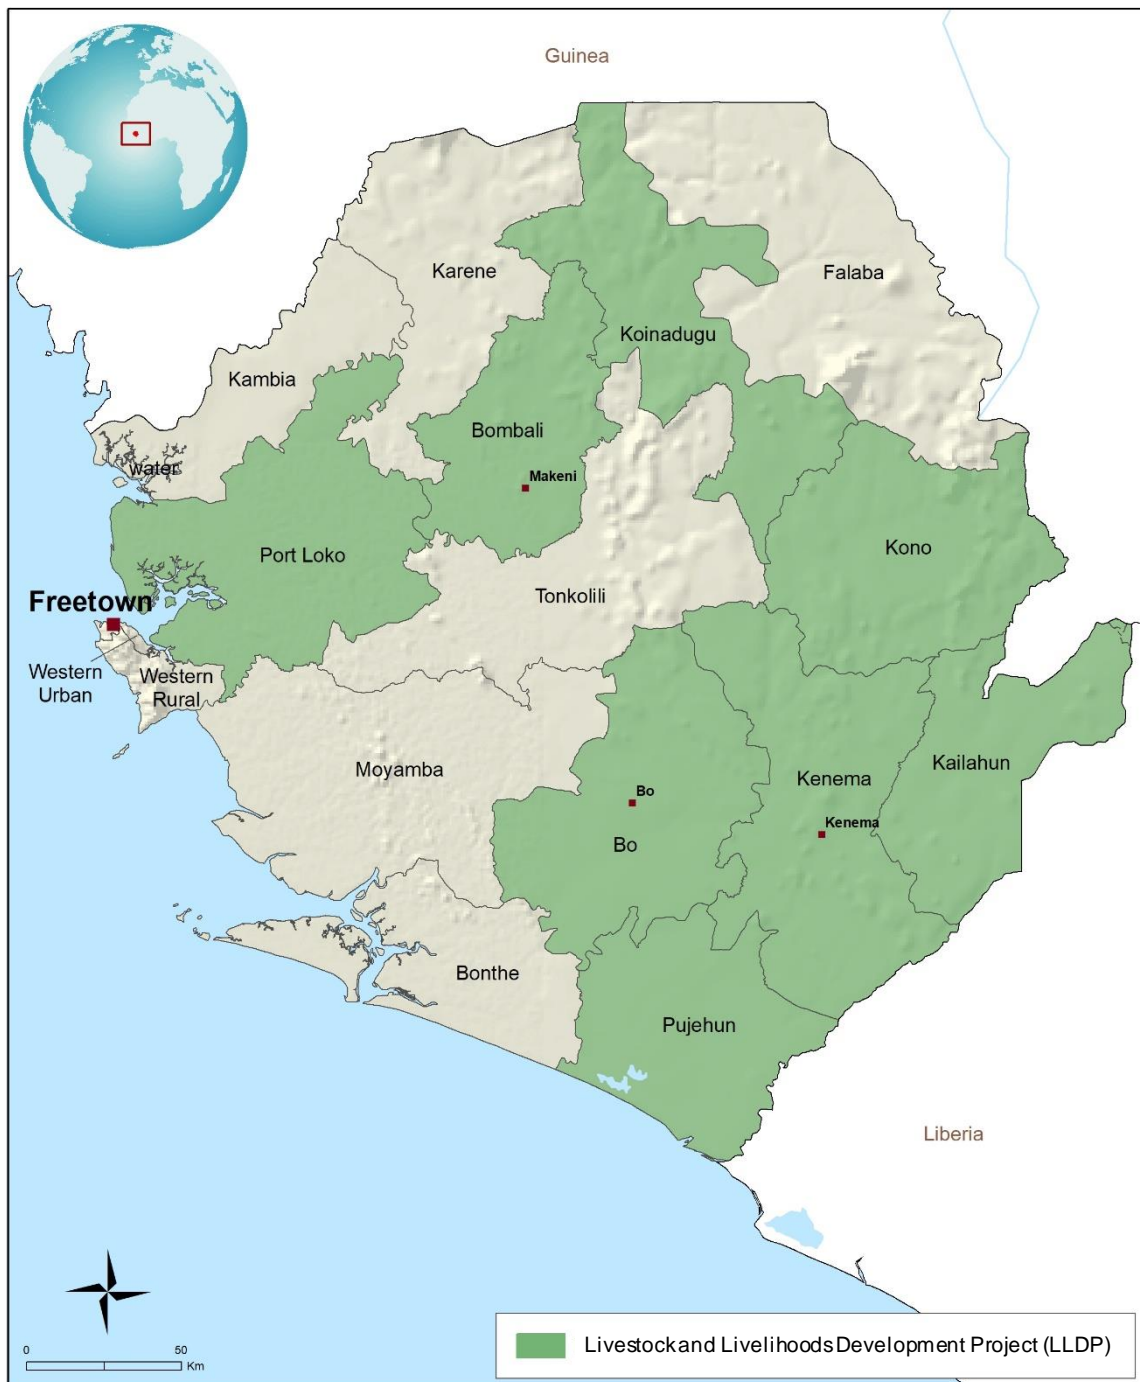 Guinea
Karene
Falaba
Koinadugu
Kambia
Bombali
water
Makeni
Kono
Port Loko
Tonkolili
Freetown
Western
Urban
Western
Rural
Moyamba
Kailahun
Kenema
Bo
Kenema
Bo
Bonthe
Pujehun
Liberia
0 50
Km
Livestock and Livelihoods Development Project (LLDP)